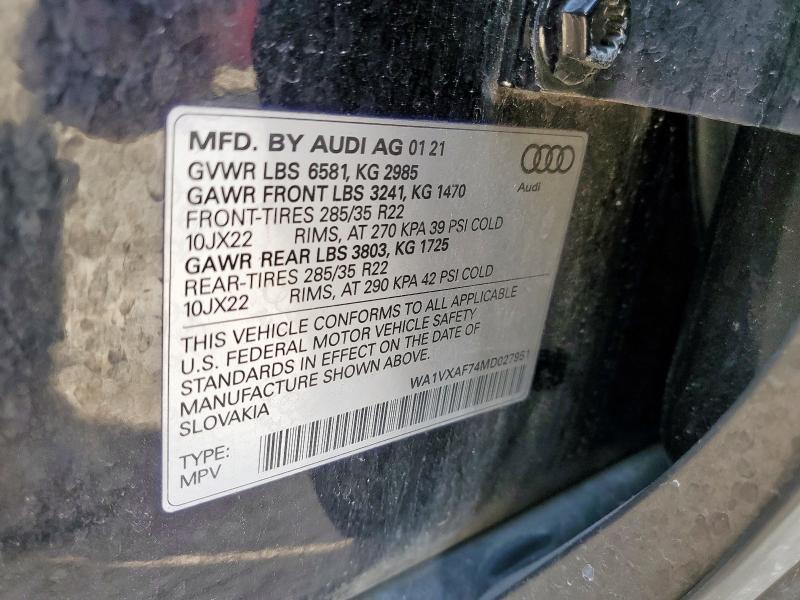 MFD. BY AUDI AG 01 21
GVWR LBS 6581, KG 2985
GAWR FRONT LBS 3241, KG 1470
FRONT-TIRES 285/35 R22
10JX22 RIMS, AT 270 KPA 39 PSI COLD
GAWR REAR LBS 3803, KG 1725
REAR-TIRES 285/35 R22
10JX22 RIMS, AT 290 KPA 42 PSI COLD
Audi
THIS VEHICLE CONFORMS TO ALL APPLICABLE
U.S. FEDERAL MOTOR VEHICLE SAFETY
STANDARDS IN EFFECT ON THE DATE OF
MANUFACTURE SHOWN ABOVE.
SLOVAKIA
WA1VXAF74MD027951
TYPE:
MPV